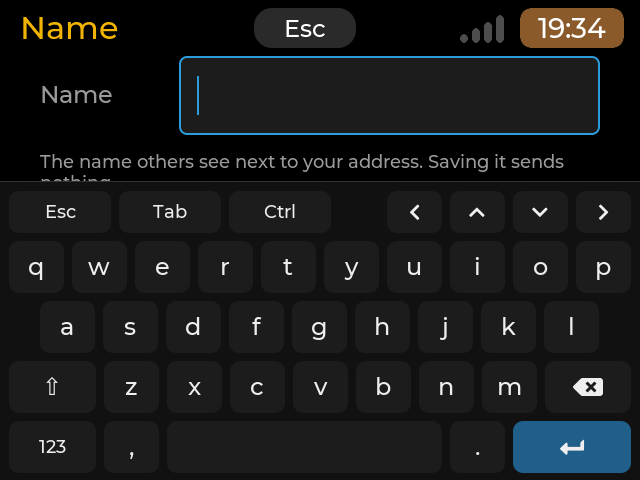 Name
Esc
19:34
Name
The name others see next to your address. Saving it sends
nothing.
Esc Tab Ctrl
q w e r t y u i o p
a s d f g h j k l
⇧ z x c v b n m
123 , .